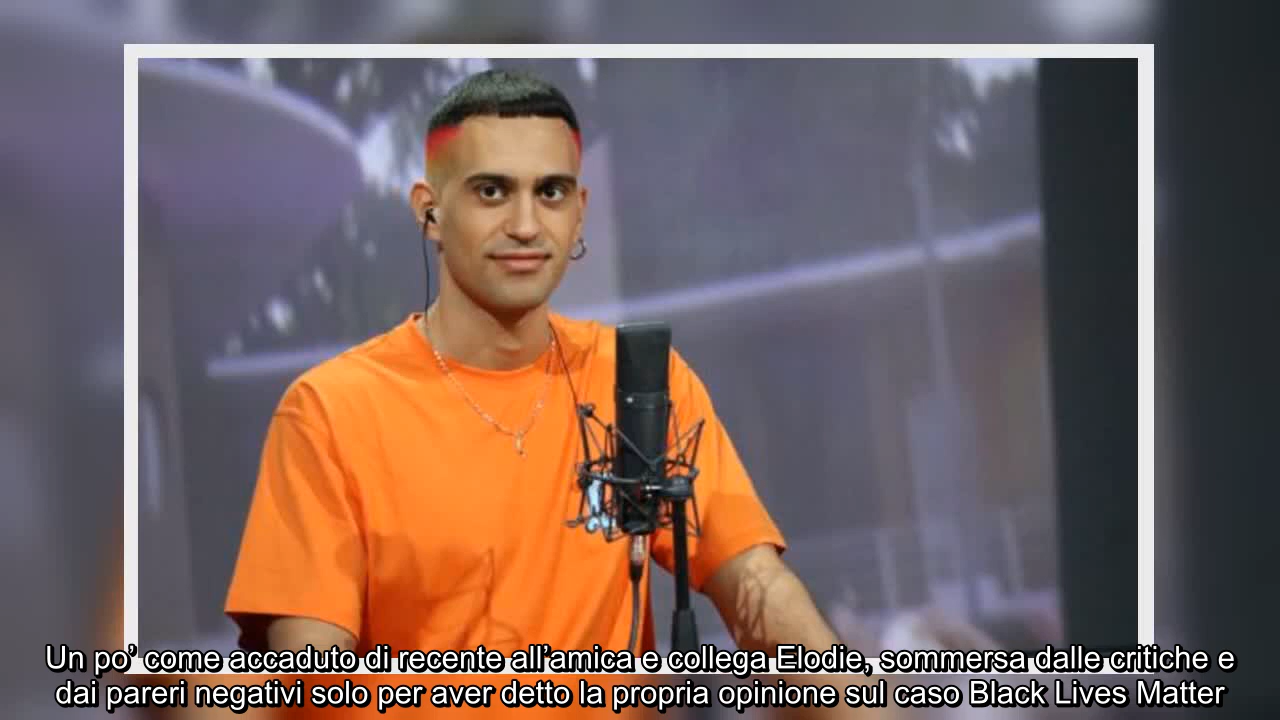 Un po’ come accaduto di recente all’amica e collega Elodie, sommersa dalle critiche e
dai pareri negativi solo per aver detto la propria opinione sul caso Black Lives Matter